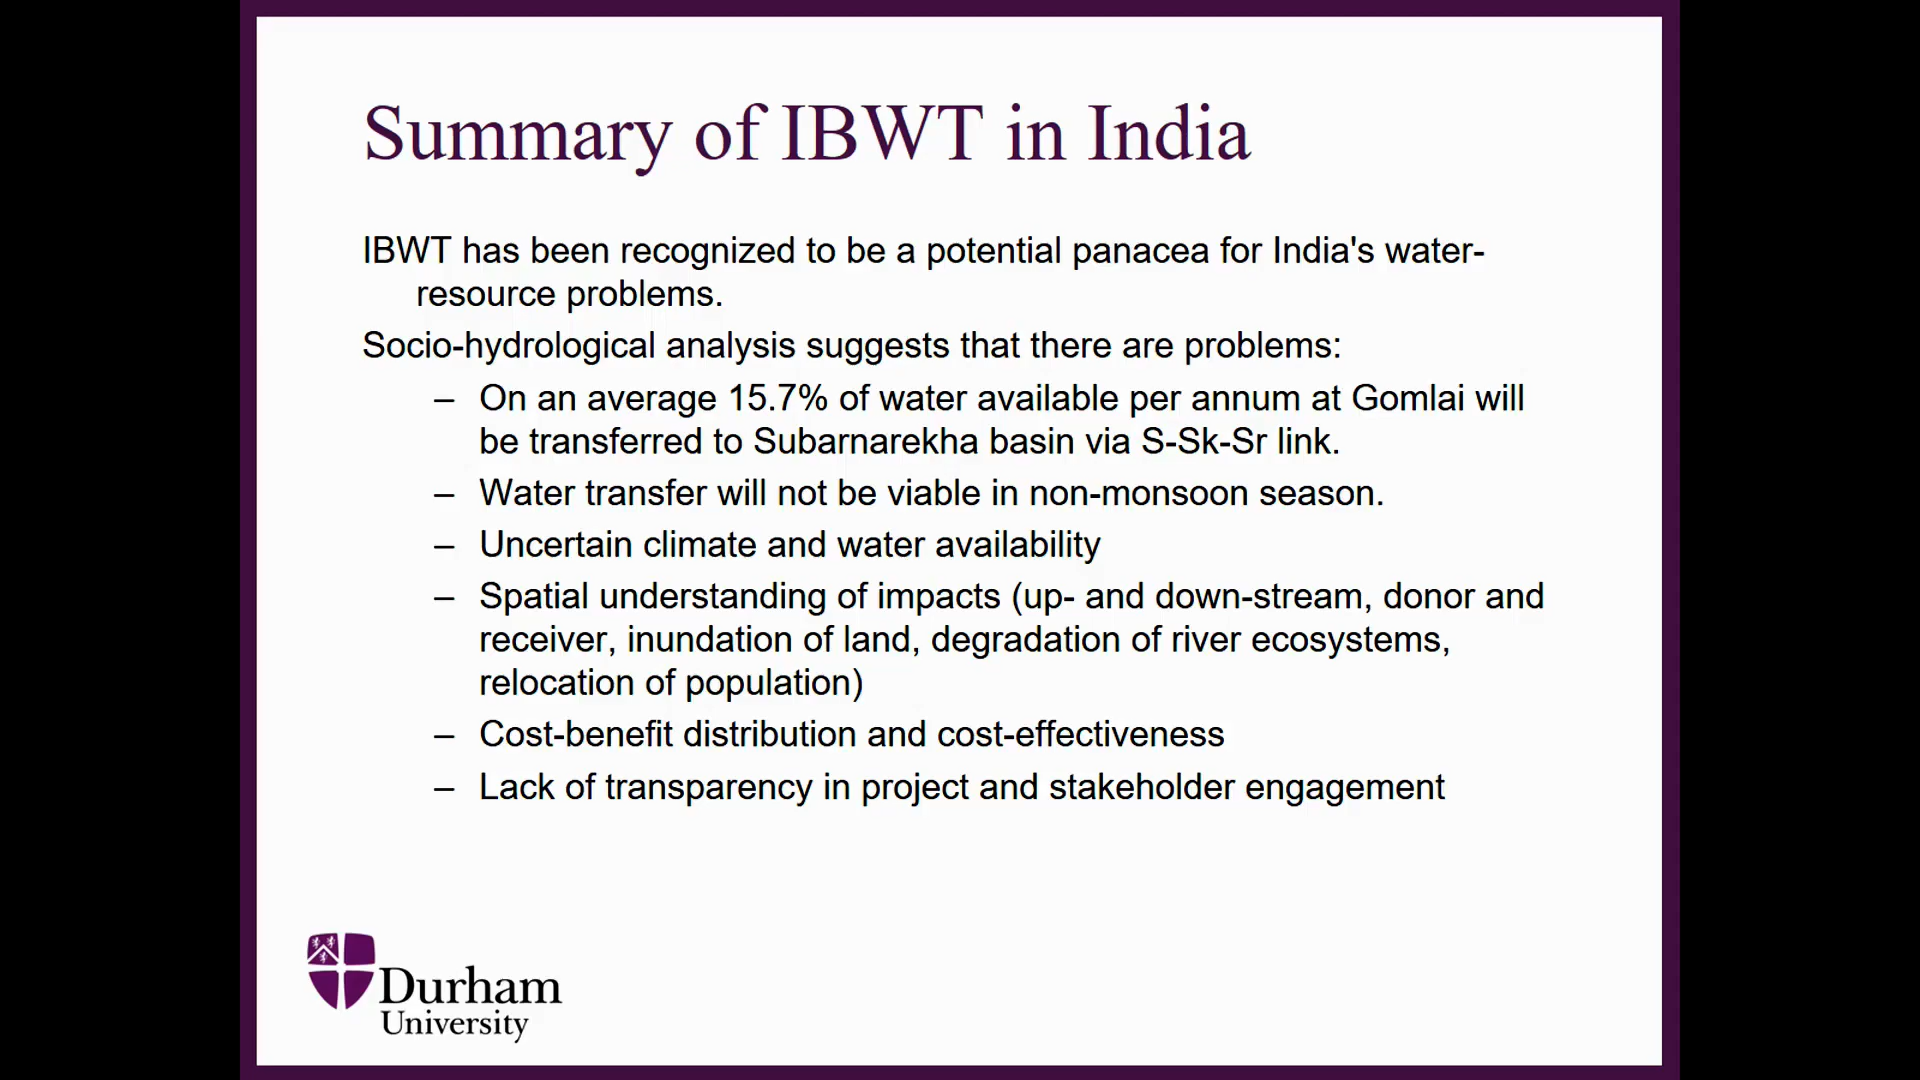 Summary of IBWT in India
IBWT has been recognized to be a potential panacea for India's water-
resource problems.
Socio-hydrological analysis suggests that there are problems:
– On an average 15.7% of water available per annum at Gomlai will
be transferred to Subarnarekha basin via S-Sk-Sr link.
– Water transfer will not be viable in non-monsoon season.
– Uncertain climate and water availability
– Spatial understanding of impacts (up- and down-stream, donor and
receiver, inundation of land, degradation of river ecosystems,
relocation of population)
– Cost-benefit distribution and cost-effectiveness
– Lack of transparency in project and stakeholder engagement
Durham
University